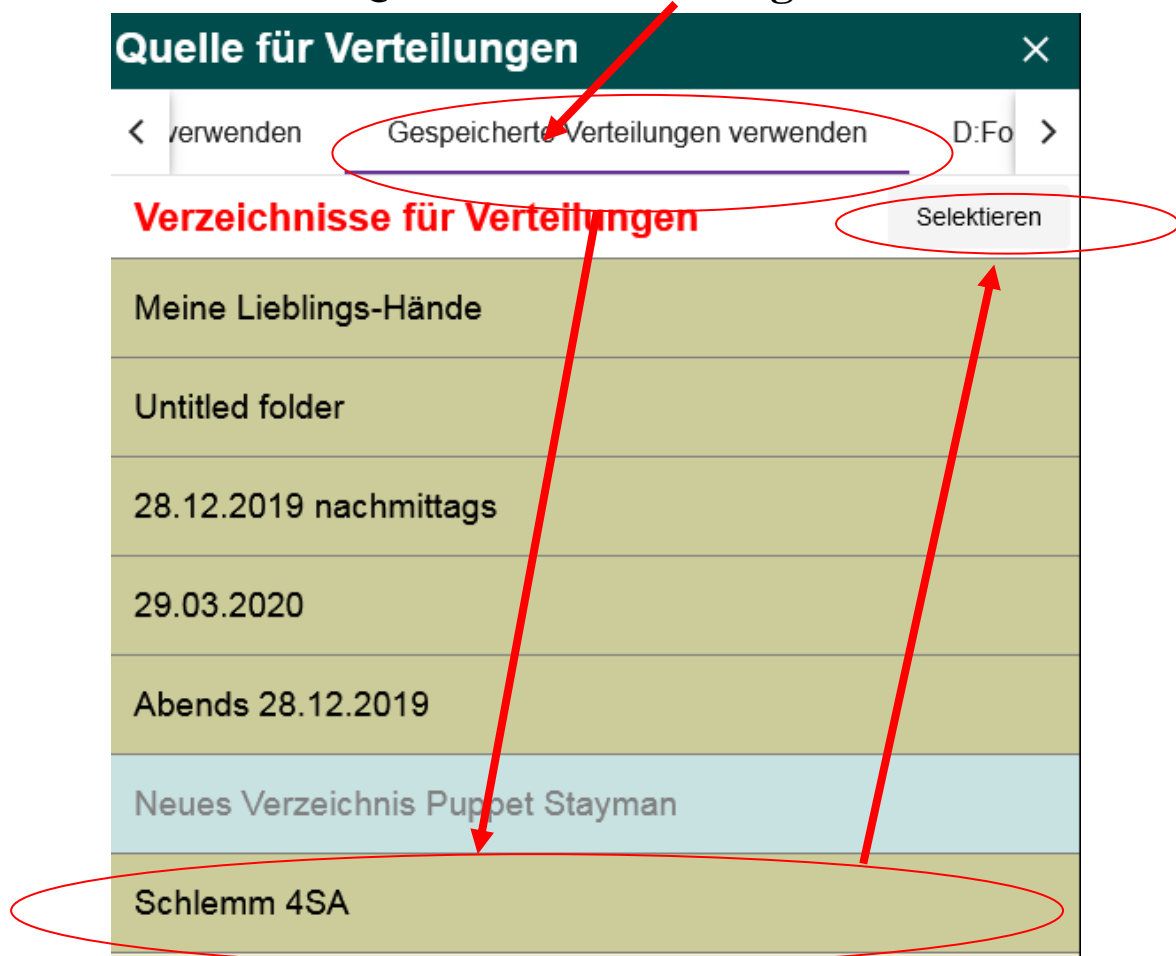 Quelle für Verteilungen
verwenden Gespeicherte Verteilungen verwenden D:Fo
Verzeichnisse für Verteilungen Selektieren
Meine Lieblings-Hände
Untitled folder
28.12.2019 nachmittags
29.03.2020
Abends 28.12.2019
Neues Verzeichnis Puppet Stayman
Schlemm 4SA